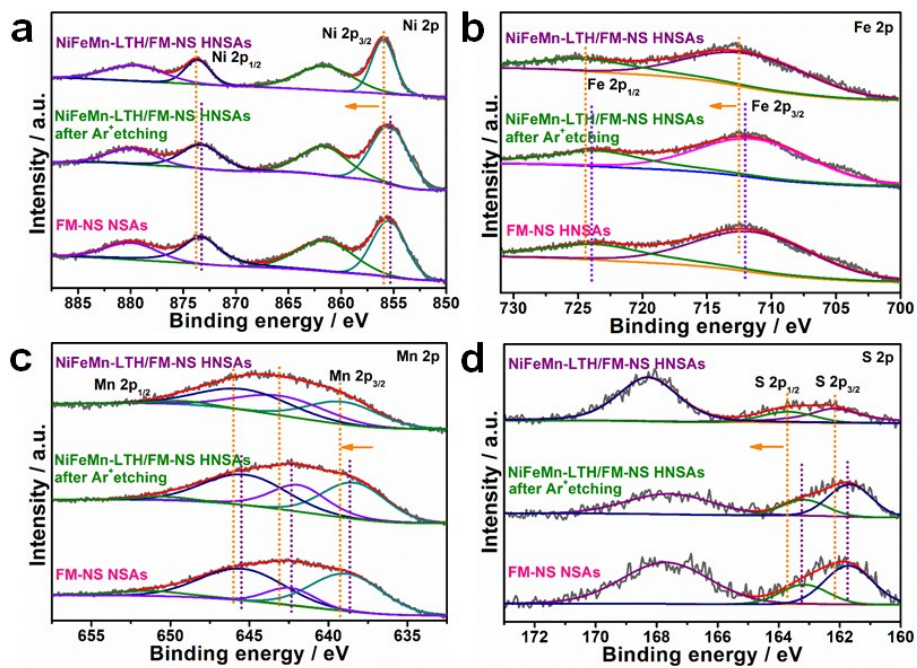 a
Ni 2p
NiFeMn-LTH/FM-NS HNSAs
Ni 2p1/2
Ni 2p3/2
NiFeMn-LTH/FM-NS HNSAs
after Ar+etching
FM-NS NSAs
Intensity / a.u.
885 880 875 870 865 860 855 850
Binding energy / eV
b
Fe 2p
NiFeMn-LTH/FM-NS HNSAs
Fe 2p1/2
Fe 2p3/2
NiFeMn-LTH/FM-NS HNSAs
after Ar+etching
FM-NS HNSAs
Intensity / a.u.
730 725 720 715 710 705 700
Binding energy / eV
c
Mn 2p
NiFeMn-LTH/FM-NS HNSAs
Mn 2p1/2
Mn 2p3/2
NiFeMn-LTH/FM-NS HNSAs
after Ar+etching
FM-NS NSAs
Intensity / a.u.
655 650 645 640 635
Binding energy / eV
d
S 2p
NiFeMn-LTH/FM-NS HNSAs
S 2p1/2
S 2p3/2
NiFeMn-LTH/FM-NS HNSAs
after Ar+etching
FM-NS NSAs
Intensity / a.u.
172 170 168 166 164 162 160
Binding energy / eV